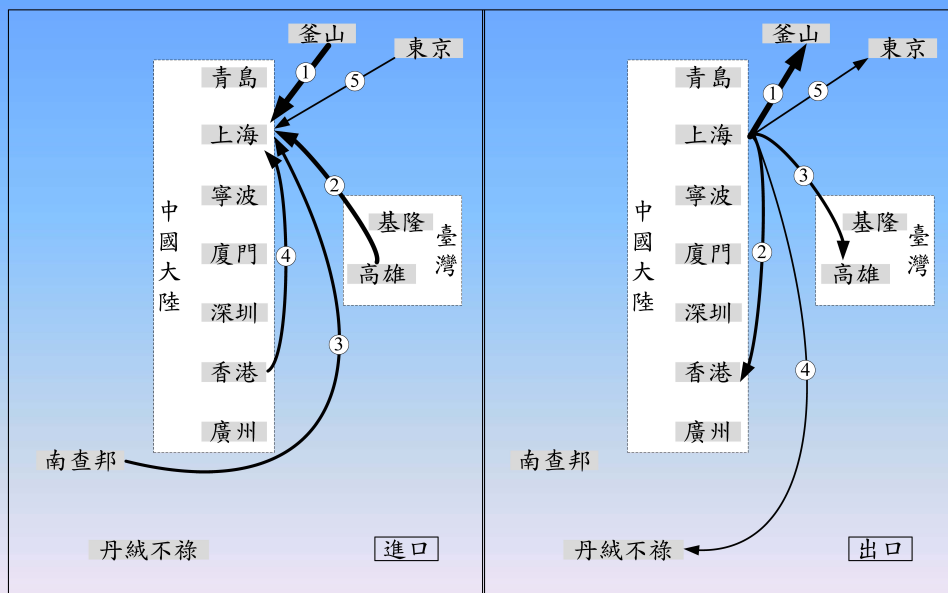 釜山
東京
①
⑤
青島
上海
②
寧波
中國大陸
基隆
臺灣
廈門
④
高雄
深圳
③
香港
廣州
南查邦
丹絨不祿
進口
釜山
東京
①
⑤
青島
上海
③
寧波
中國大陸
基隆
臺灣
廈門
②
高雄
深圳
香港
④
廣州
南查邦
丹絨不祿
出口